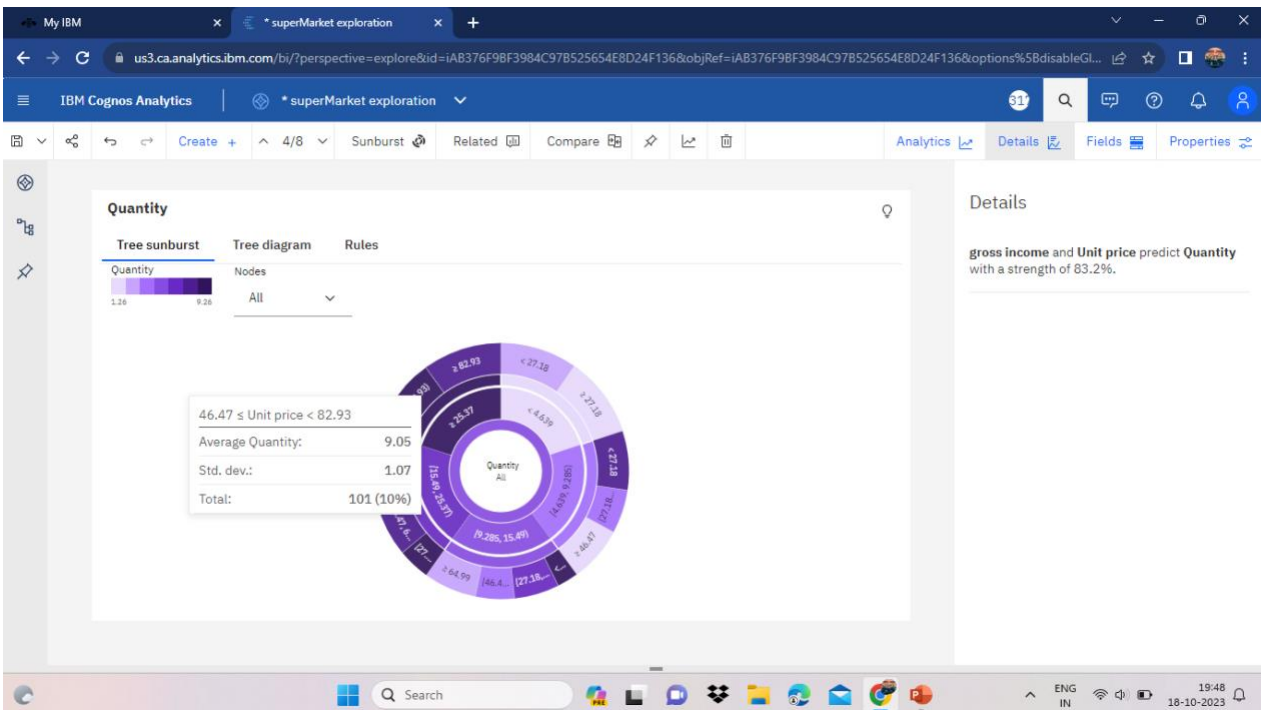 My IBM
* superMarket exploration
us3.ca.analytics.ibm.com/bi/?perspective=explore&id=iAB376F9BF3984C97B525654E8D24F136&objRef=iAB376F9BF3984C97B525654E8D24F136&options%5BdisableGl...
IBM Cognos Analytics
* superMarket exploration
Create + 4/8 Sunburst Related Compare
Analytics Details Fields Properties
Quantity
Tree sunburst Tree diagram Rules
Quantity
1.26 9.26
Nodes
All
≥ 82.93
< 27.18
≥ 27.18
≥ 25.37
< 4.639
< 27.18
Quantity
All
[15.49, 25.37)
[4.639, 9.285)
[27.18...
[9.285, 15.49)
≥ 46.47
[27...
≥ 64.99
[46.4...
[27.18,...
<...
46.47 ≤ Unit price < 82.93
Average Quantity: 9.05
Std. dev.: 1.07
Total: 101 (10%)
Details
gross income and Unit price predict Quantity
with a strength of 83.2%.
Search
PRE
ENG
IN
19:48
18-10-2023